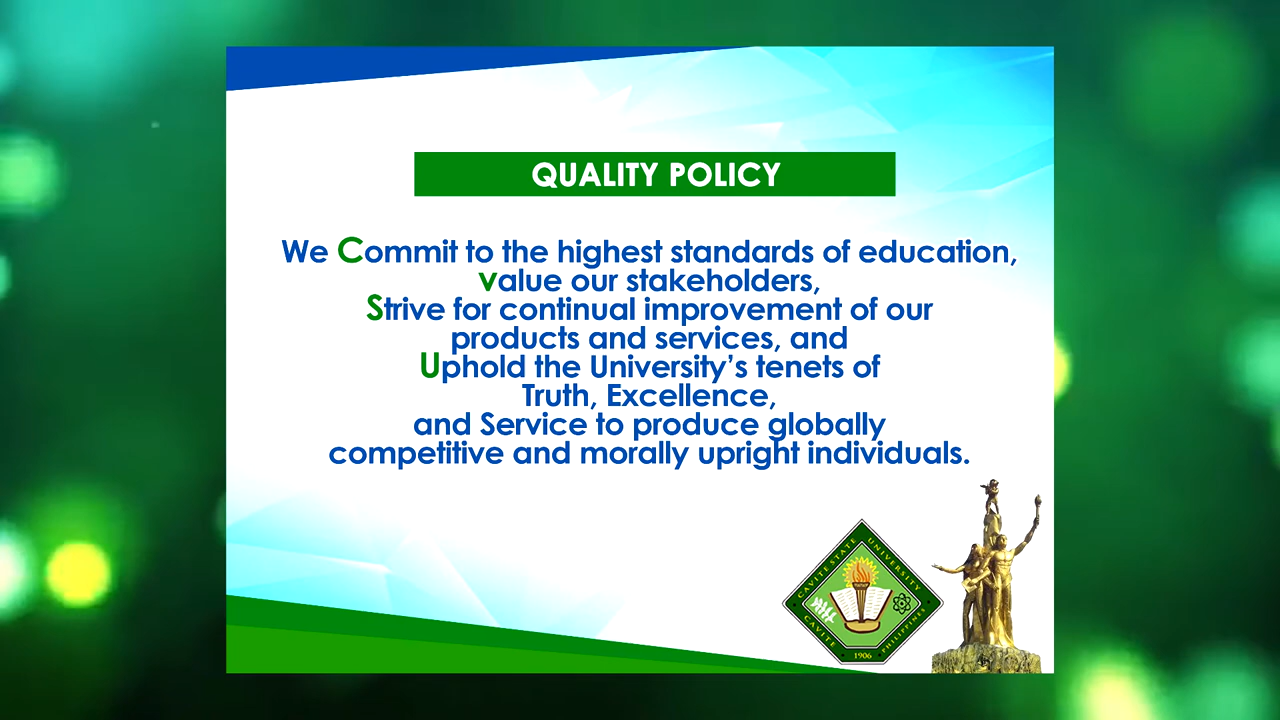 QUALITY POLICY
We Commit to the highest standards of education,
value our stakeholders,
Strive for continual improvement of our
products and services, and
Uphold the University’s tenets of
Truth, Excellence,
and Service to produce globally
competitive and morally upright individuals.
CAVITE STATE UNIVERSITY
CAVITE PHILIPPINES
1906